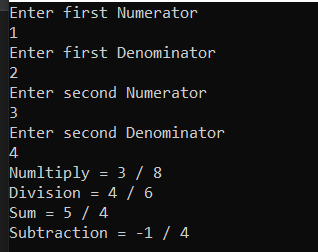 Enter first Numerator
1
Enter first Denominator
2
Enter second Numerator
3
Enter second Denominator
4
Numltiply = 3 / 8
Division = 4 / 6
Sum = 5 / 4
Subtraction = -1 / 4